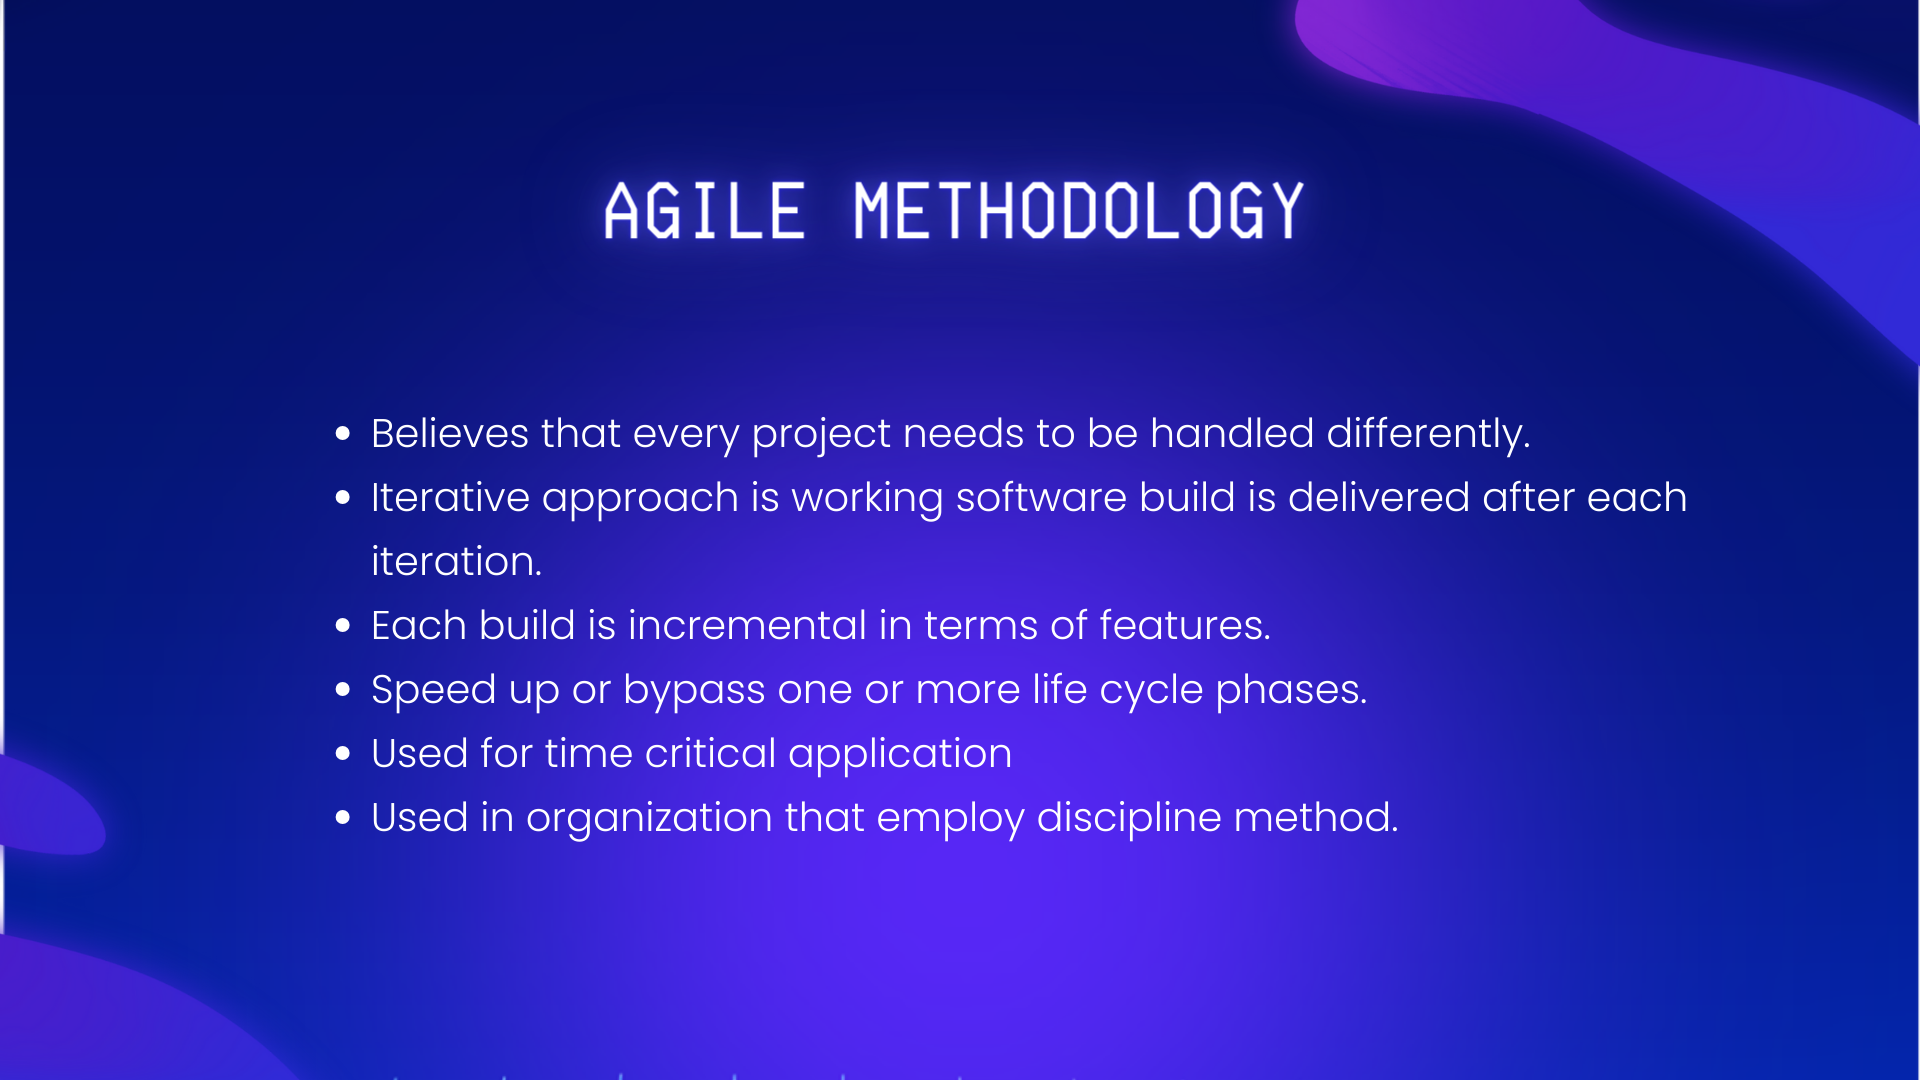 AGILE METHODOLOGY
• Believes that every project needs to be handled differently.
• Iterative approach is working software build is delivered after each
iteration.
• Each build is incremental in terms of features.
• Speed up or bypass one or more life cycle phases.
• Used for time critical application
• Used in organization that employ discipline method.